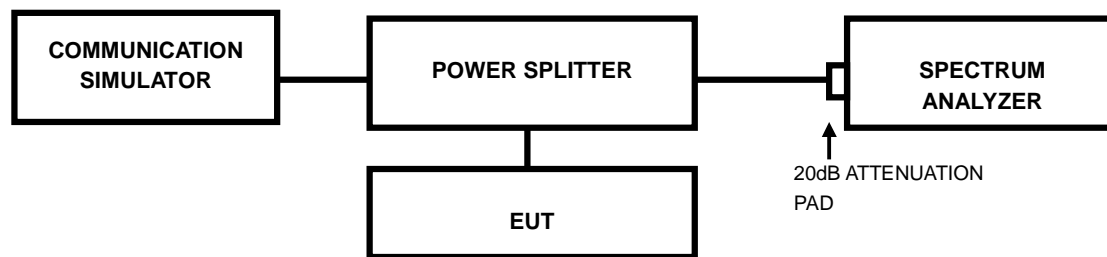 COMMUNICATION
SIMULATOR
POWER SPLITTER
SPECTRUM
ANALYZER
20dB ATTENUATION
PAD
EUT